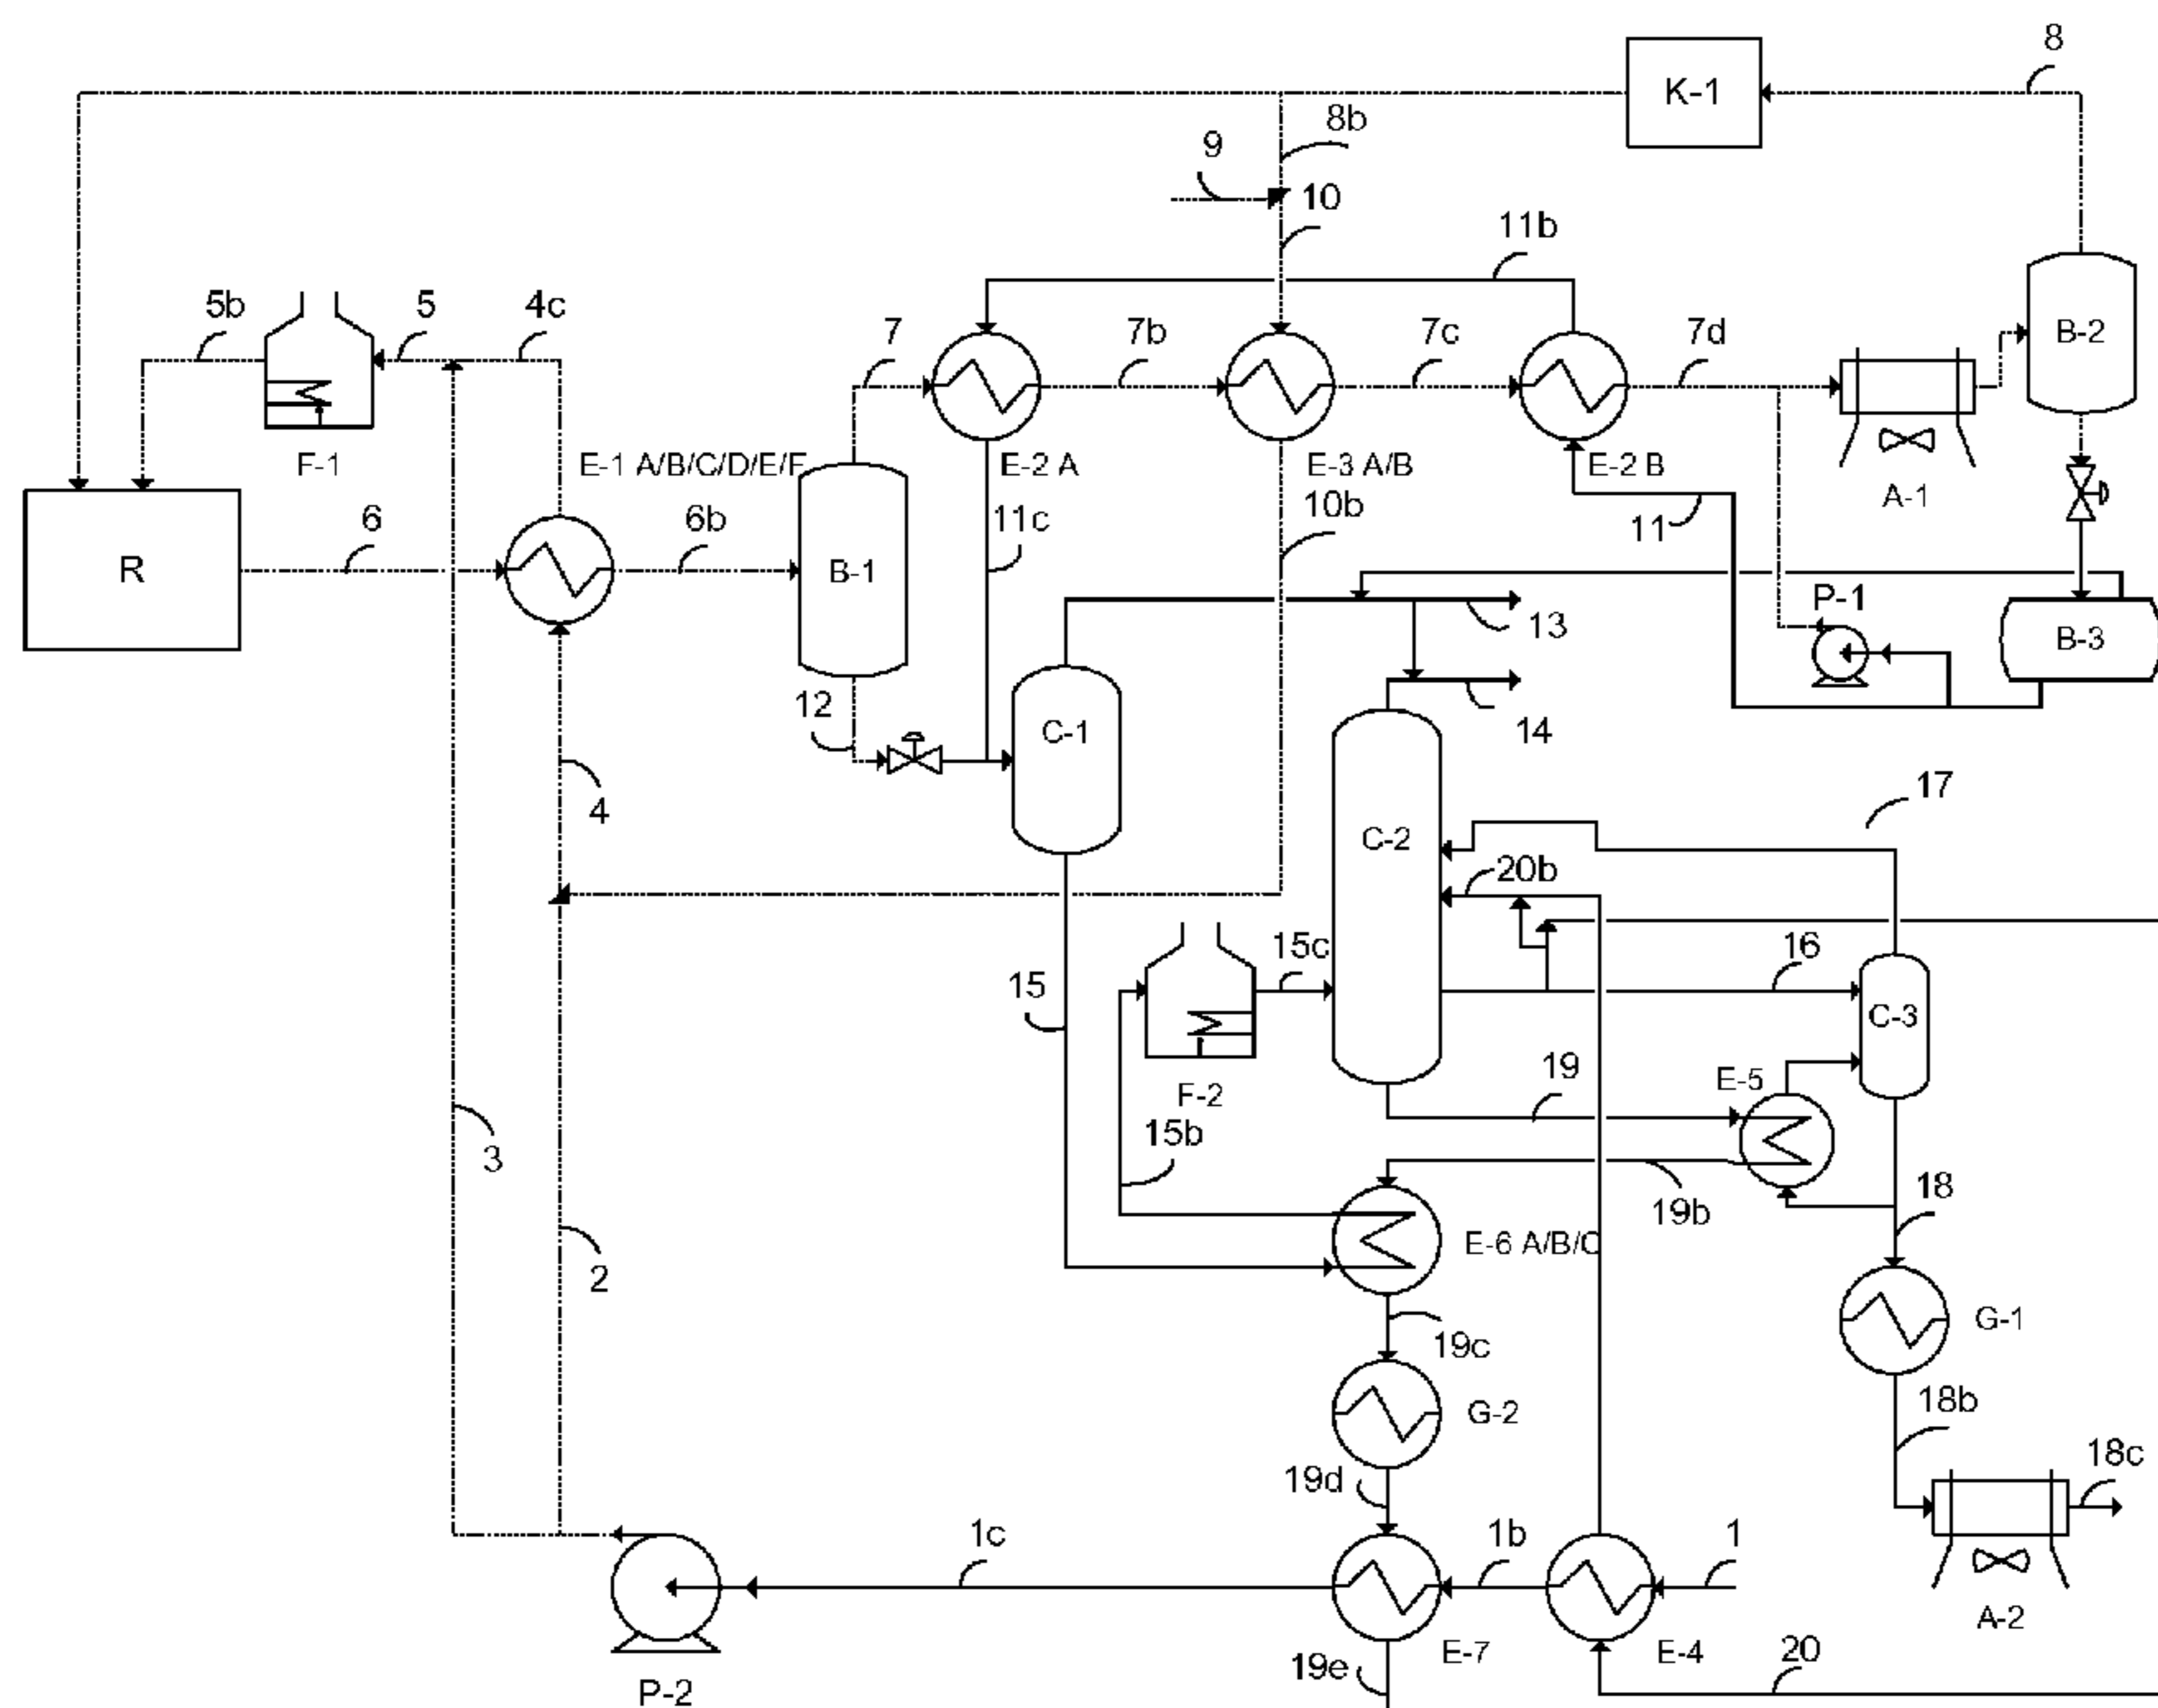 8
K-1
8b
9
10
11b
5b
5
4c
7
7b
7c
7d
B-2
F-1
E-1 A/B/C/D/E/F
E-2 A
E-3 A/B
E-2 B
A-1
10b
6
6b
11c
11
R
B-1
P-1
13
B-3
12
C-1
14
17
4
C-2
20b
15c
16
15
C-3
F-2
19
E-5
15b
3
18
19b
2
E-6 A/B/C
19c
G-1
G-2
18b
18c
19d
1c
1b
1
A-2
E-7
E-4
20
19e
P-2